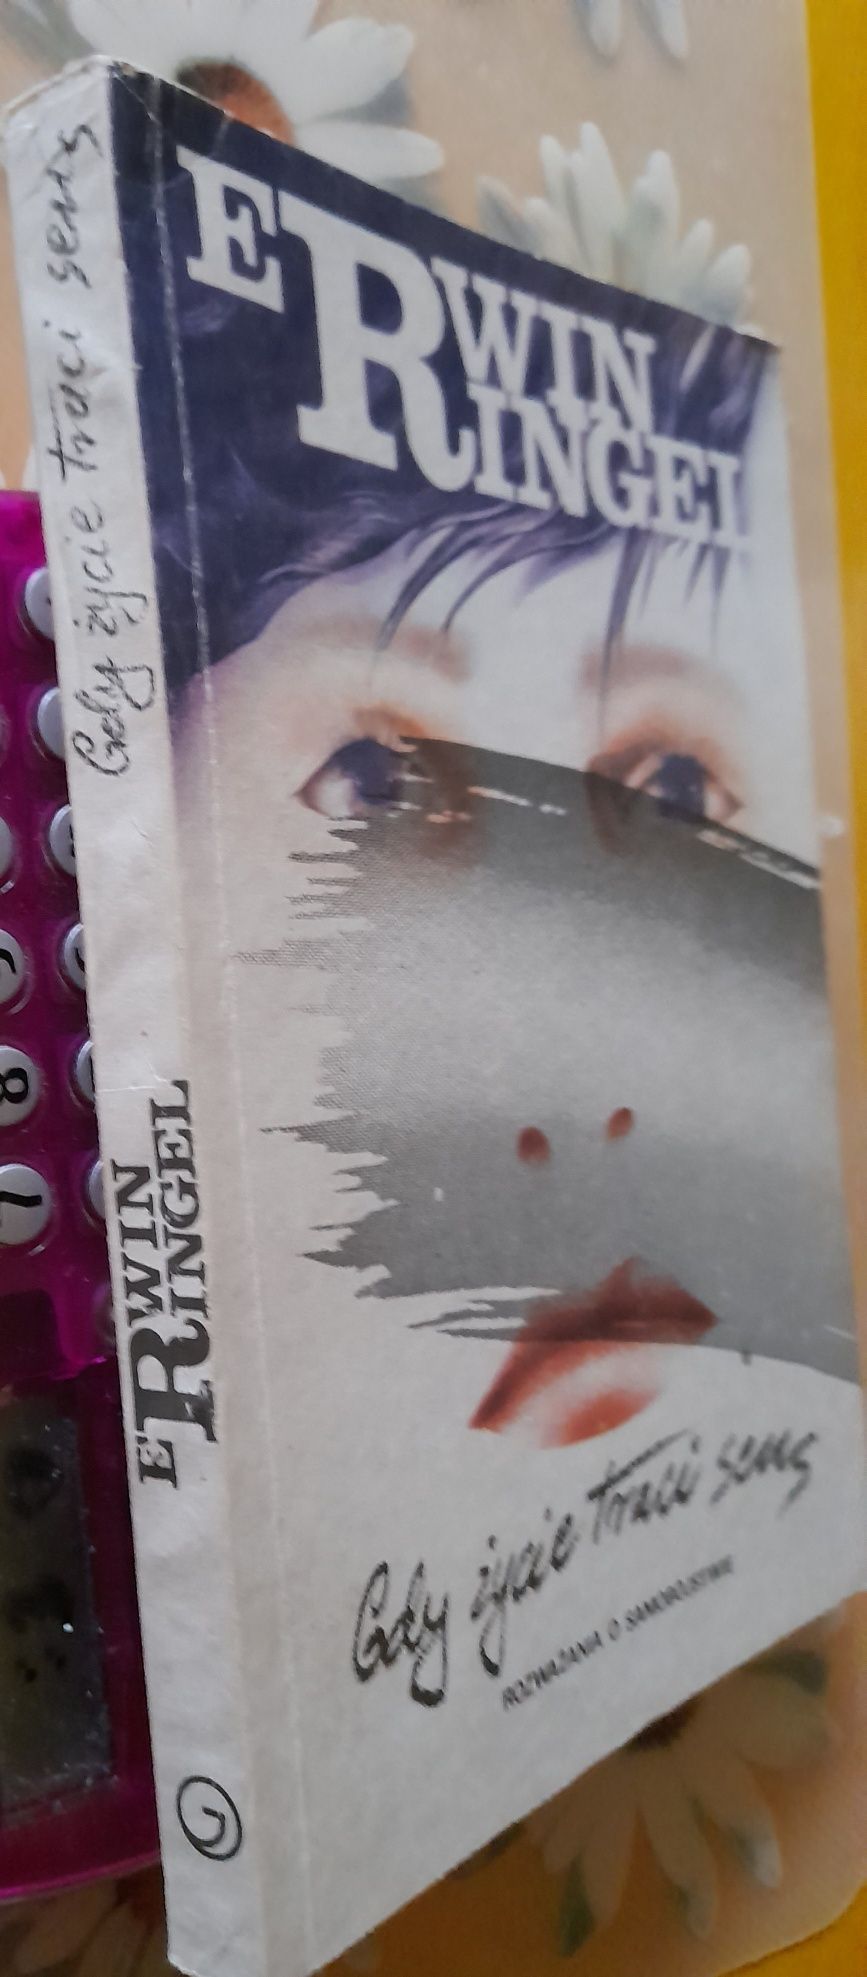 Gdy życie traci sens
ERWIN
RINGEL
ERWIN
RINGEL
Gdy życie traci sens
ROZWAŻANIA O SAMOBÓJSTWIE
8
7